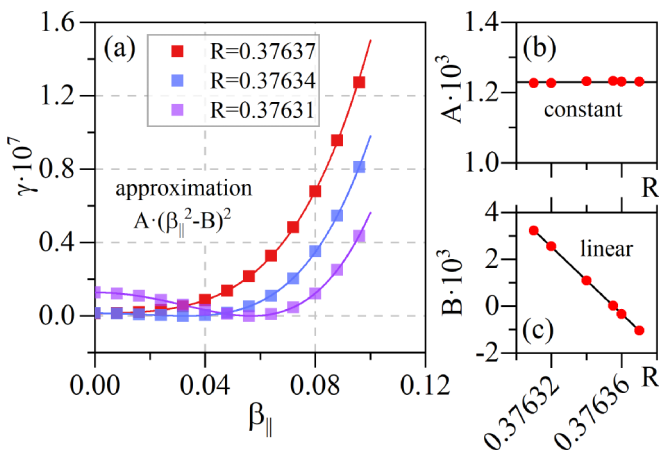 (a)
R=0.37637
R=0.37634
R=0.37631
approximation
A·(β∥²-B)²
γ·10⁷
1.6
1.2
0.8
0.4
0.0
0.00
0.04
0.08
0.12
β∥
(b)
A·10³
1.4
1.2
1.0
constant
R
B·10³
4
2
0
-2
linear
(c)
R
0.37632
0.37636